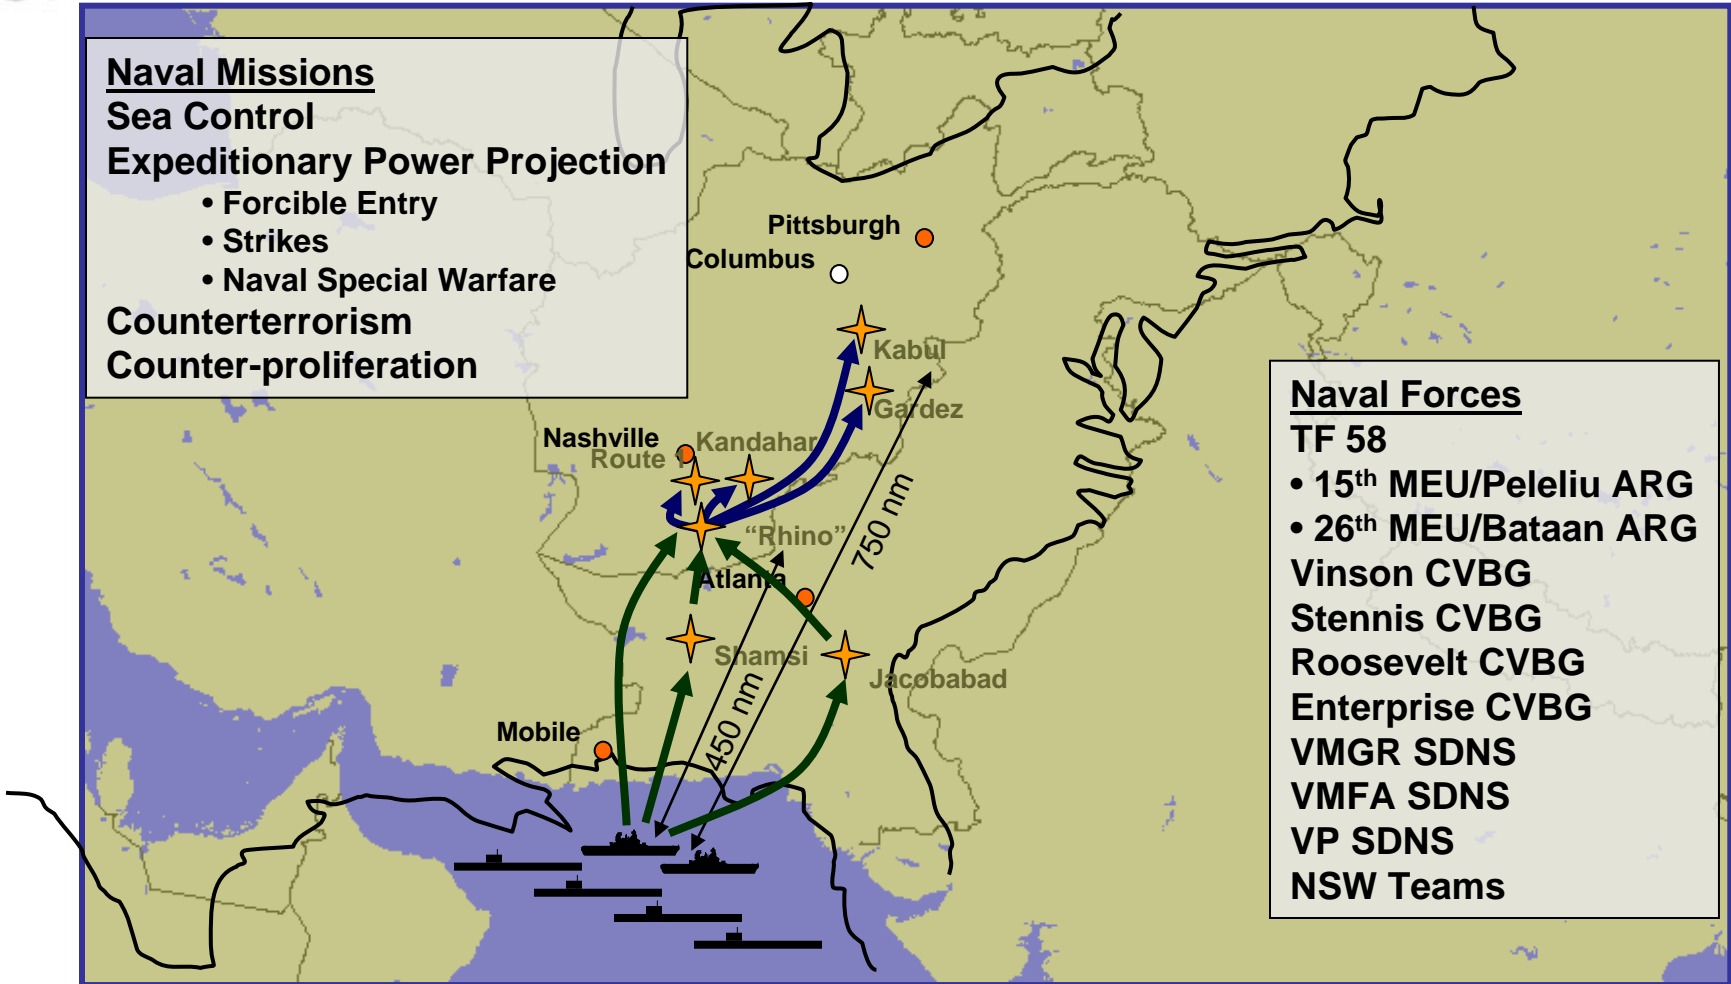 Naval Missions
Sea Control
Expeditionary Power Projection
• Forcible Entry
• Strikes
• Naval Special Warfare
Counterterrorism
Counter-proliferation
Pittsburgh
Columbus
Kabul
Gardez
Nashville
Kandahar
Route 1
“Rhino”
750 nm
Atlanta
Shamsi
Jacobabad
450 nm
Mobile
Naval Forces
TF 58
• 15th MEU/Peleliu ARG
• 26th MEU/Bataan ARG
Vinson CVBG
Stennis CVBG
Roosevelt CVBG
Enterprise CVBG
VMGR SDNS
VMFA SDNS
VP SDNS
NSW Teams